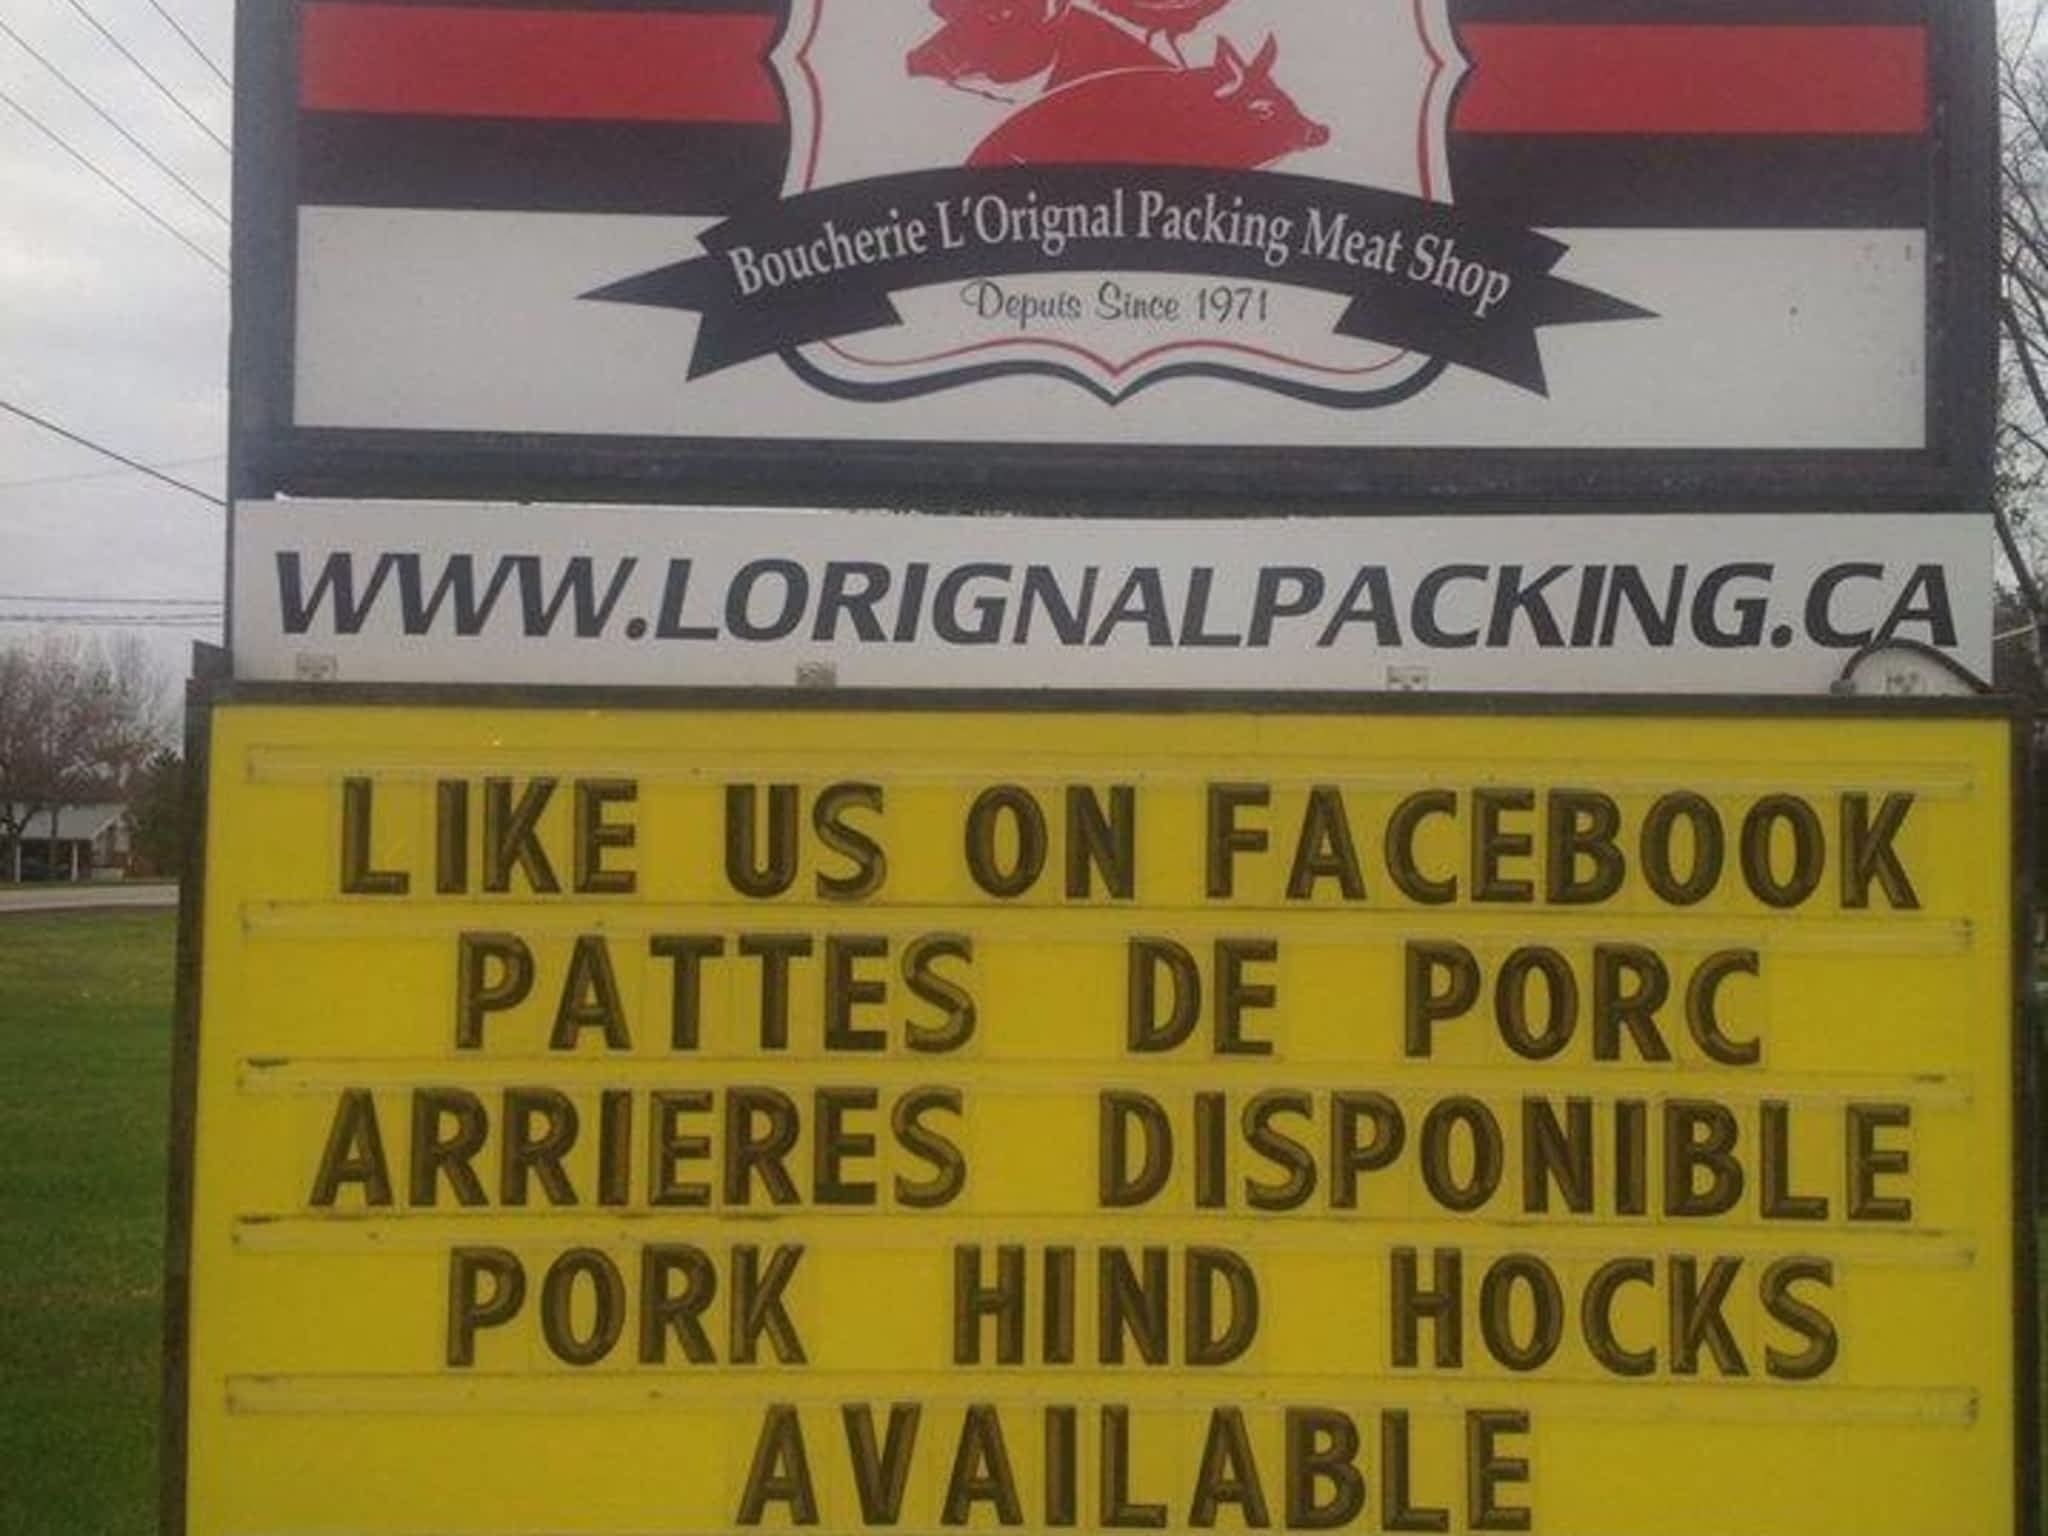 Boucherie L'Orignal Packing Meat Shop
Depuis Since 1971
WWW.LORIGNALPACKING.CA
LIKE US ON FACEBOOK
PATTES DE PORC
ARRIERES DISPONIBLE
PORK HIND HOCKS
AVAILABLE